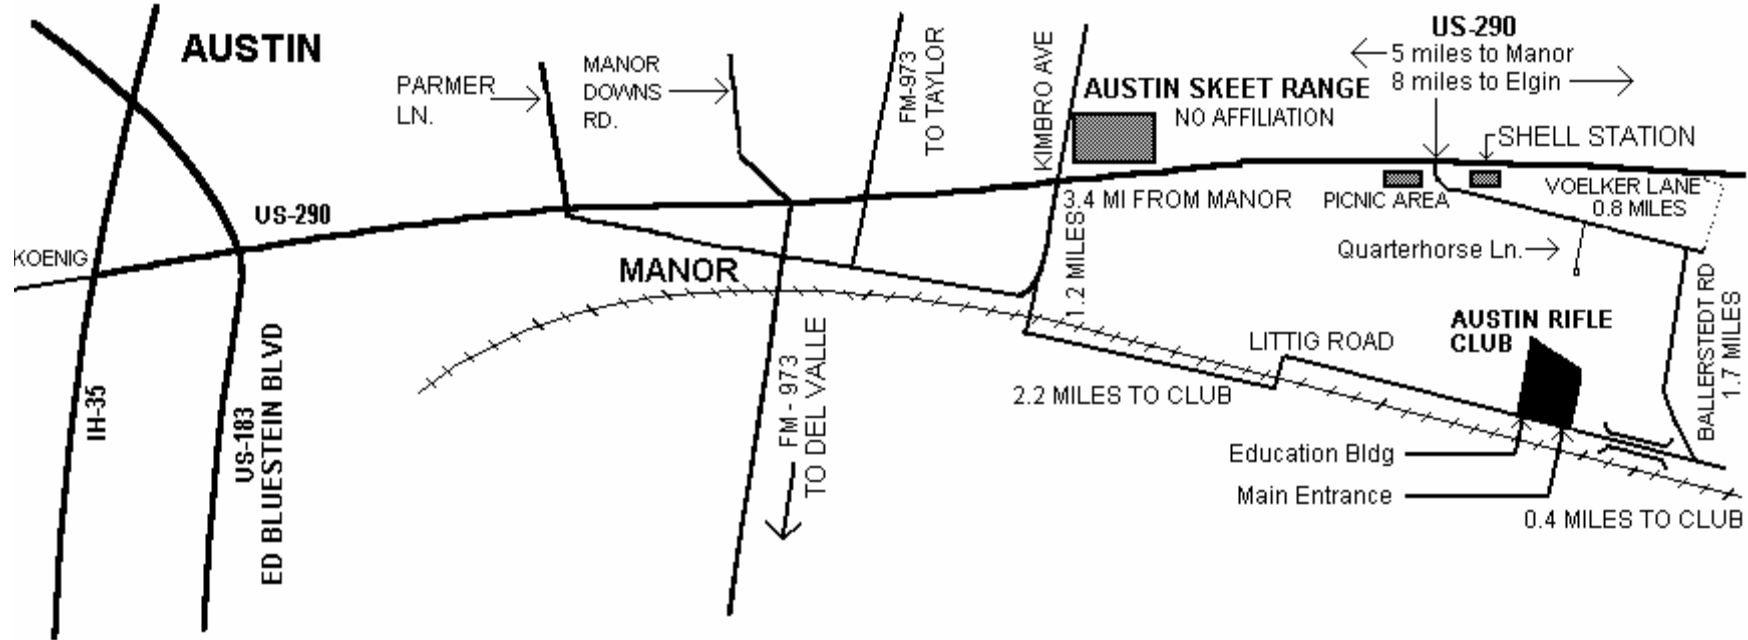 AUSTIN
PARMER
LN.
MANOR
DOWNS
RD.
FM-973
TO TAYLOR
KIMBRO AVE
US-290
5 miles to Manor
8 miles to Elgin
AUSTIN SKEET RANGE
NO AFFILIATION
SHELL STATION
US-290
3.4 MI FROM MANOR
PICNIC AREA
VOELKER LANE
0.8 MILES
KOENIG
MANOR
1.2 MILES
Quarterhorse Ln.
BALLERSTEDT RD
1.7 MILES
AUSTIN RIFLE
CLUB
LITTIG ROAD
2.2 MILES TO CLUB
IH-35
US-183
ED BLUESTEIN BLVD
FM - 973
TO DEL VALLE
Education Bldg
Main Entrance
0.4 MILES TO CLUB